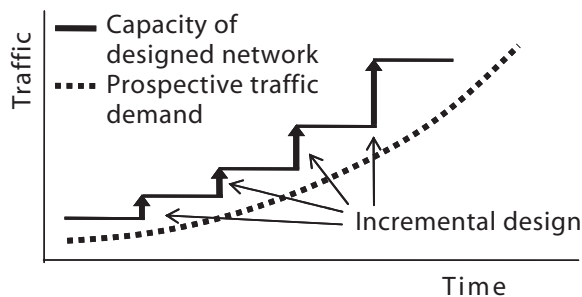 Traffic
Capacity of
designed network
Prospective traffic
demand
Incremental design
Time